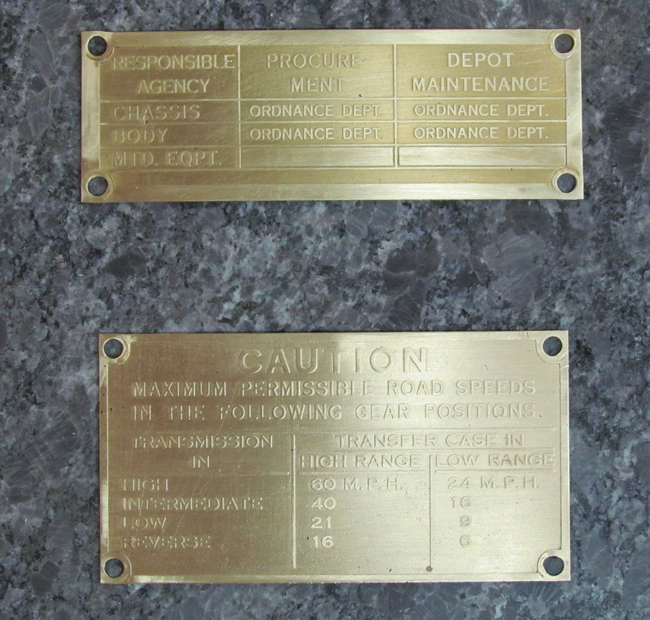 RESPONSIBLE AGENCY PROCURE-MENT DEPOT MAINTENANCE
CHASSIS ORDNANCE DEPT. ORDNANCE DEPT.
BODY ORDNANCE DEPT. ORDNANCE DEPT.
MTD. EQPT.
CAUTION
MAXIMUM PERMISSIBLE ROAD SPEEDS
IN THE FOLLOWING GEAR POSITIONS.
TRANSMISSION IN TRANSFER CASE IN
HIGH RANGE LOW RANGE
HIGH 60 M.P.H. 24 M.P.H.
INTERMEDIATE 40 16
LOW 21 9
REVERSE 16 6